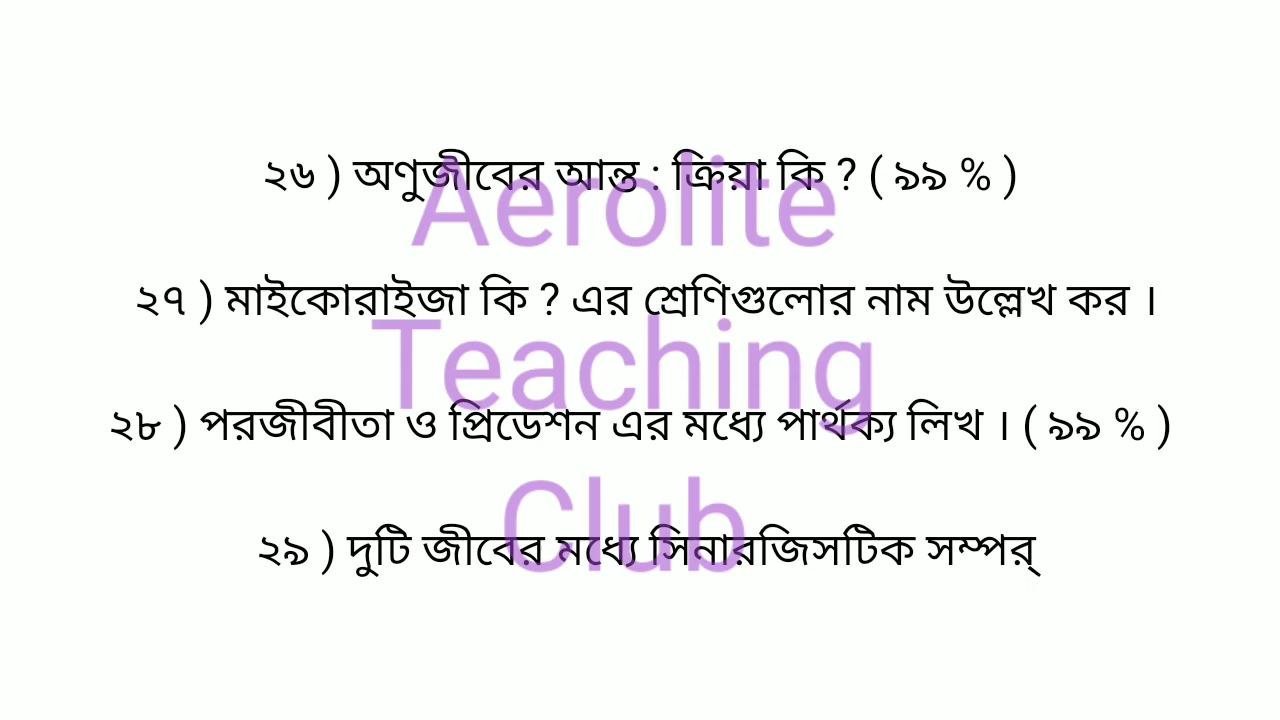 ২৬ ) অণুজীবের আন্ত : ক্রিয়া কি ? ( ৯৯ % )
২৭ ) মাইকোরাইজা কি ? এর শ্রেণিগুলোর নাম উল্লেখ কর ।
২৮ ) পরজীবীতা ও প্রিডেশন এর মধ্যে পার্থক্য লিখ । ( ৯৯ % )
২৯ ) দুটি জীবের মধ্যে সিনারজিসটিক সম্পর্
Aerolite
Teaching
Club